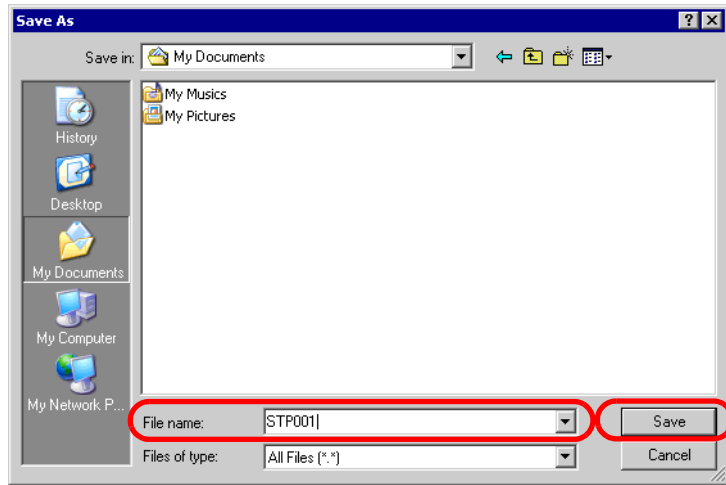 Save As
Save in: My Documents
History
Desktop
My Documents
My Computer
My Network P...
My Musics
My Pictures
File name: STP001 Save
Files of type: All Files (*.*) Cancel